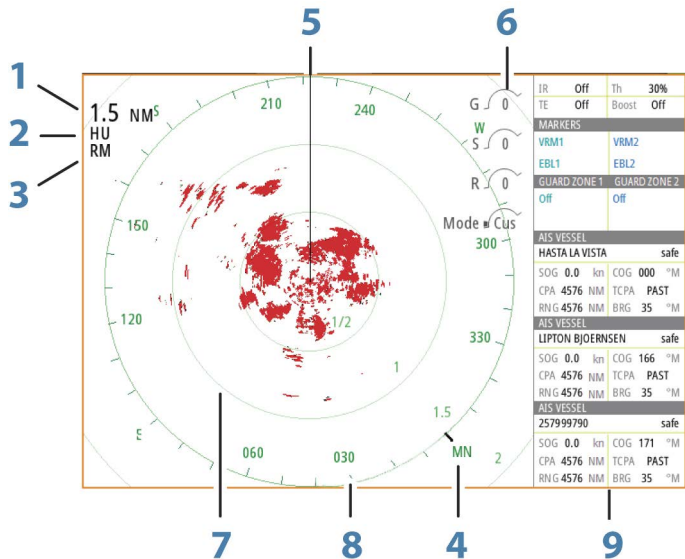 5
6
1
2
3
1.5 NM
HU
RM
S
210
240
W
G 0
S 0
R 0
Mode Cus
150
300
120
330
1/2
1
1.5
2
E
060
030
MN
IR Off Th 30%
TE Off Boost Off
MARKERS
VRM1 VRM2
EBL1 EBL2
GUARD ZONE 1 GUARD ZONE 2
Off Off
AIS VESSEL
HASTA LA VISTA safe
SOG 0.0 kn COG 000 °M
CPA 4576 NM TCPA PAST
RNG 4576 NM BRG 35 °M
AIS VESSEL
LIPTON BJOERNSEN safe
SOG 0.0 kn COG 166 °M
CPA 4576 NM TCPA PAST
RNG 4576 NM BRG 35 °M
AIS VESSEL
257999790 safe
SOG 0.0 kn COG 171 °M
CPA 4576 NM TCPA PAST
RNG 4576 NM BRG 35 °M
7
8
4
9